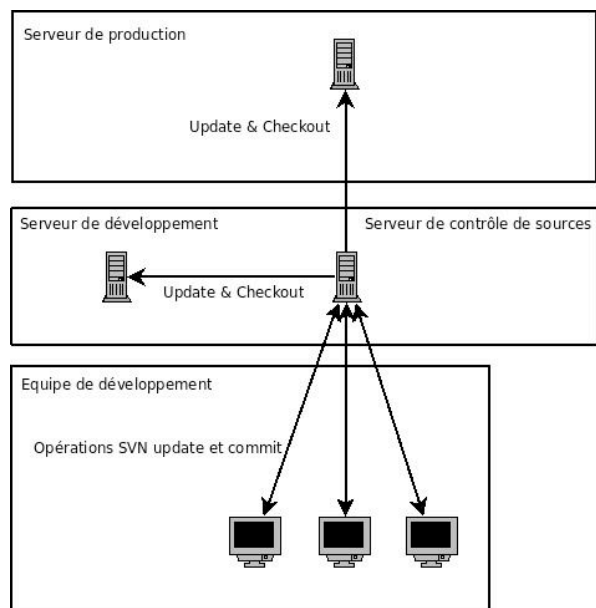 Serveur de production
Update & Checkout
Serveur de développement
Serveur de contrôle de sources
Update & Checkout
Equipe de développement
Opérations SVN update et commit